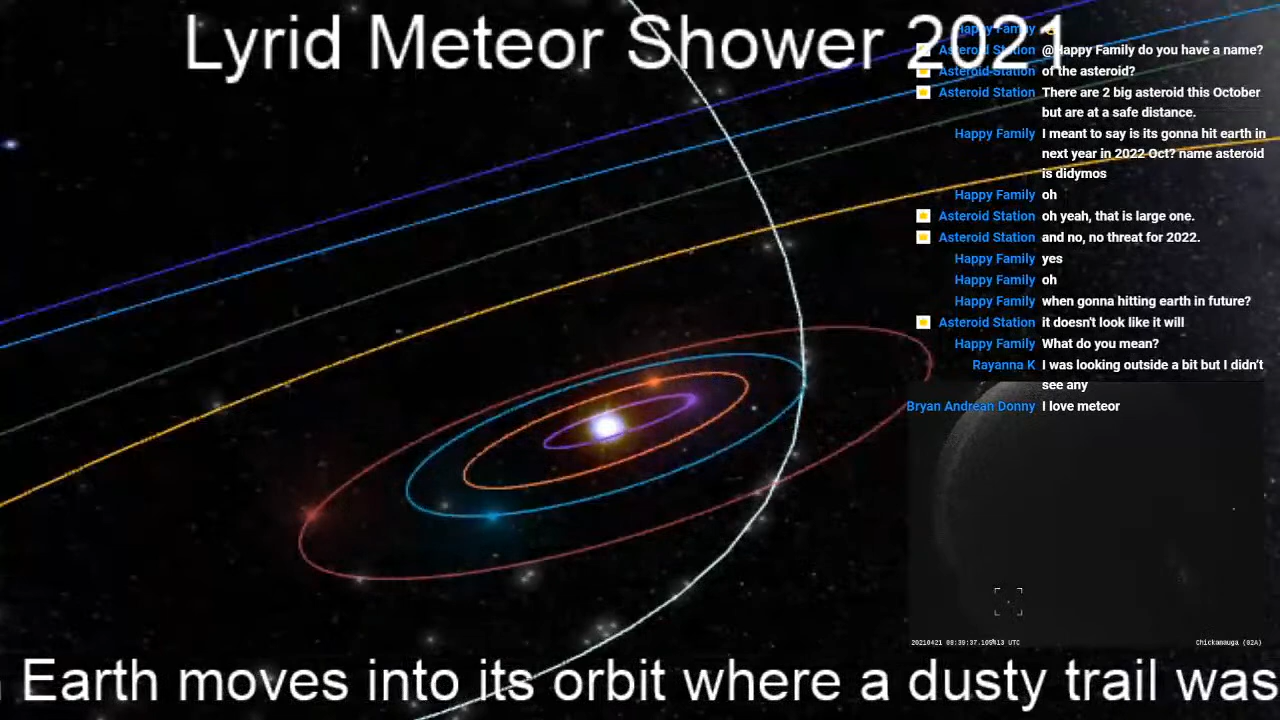 Lyrid Meteor Shower 2021
Happy Family
Asteroid Station @Happy Family do you have a name?
Asteroid Station of the asteroid?
Asteroid Station There are 2 big asteroid this October
but are at a safe distance.
Happy Family I meant to say is its gonna hit earth in
next year in 2022 Oct? name asteroid
is didymos
Happy Family oh
Asteroid Station oh yeah, that is large one.
Asteroid Station and no, no threat for 2022.
Happy Family yes
Happy Family oh
Happy Family when gonna hitting earth in future?
Asteroid Station it doesn't look like it will
Happy Family What do you mean?
Rayanna K I was looking outside a bit but I didn't
see any
Bryan Andrean Donny I love meteor
UTC Chickamauga (02A)
Earth moves into its orbit where a dusty trail was